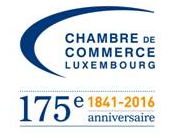 CHAMBRE DE
COMMERCE
LUXEMBOURG
175e 1841-2016
anniversaire